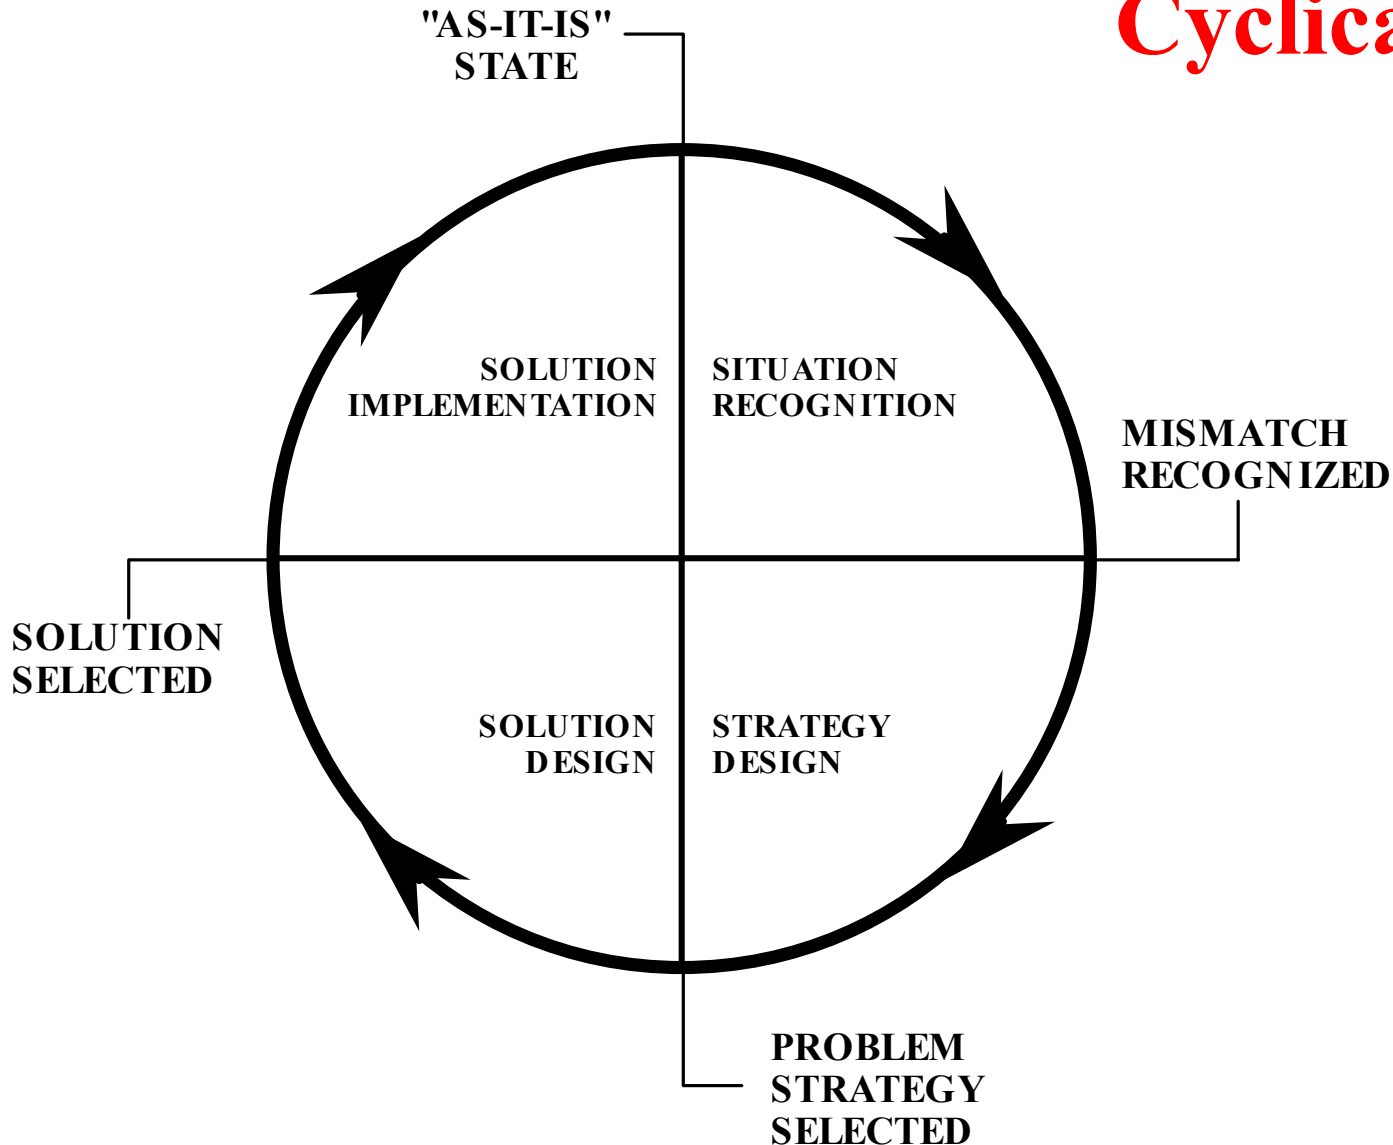 "AS-IT-IS"
STATE
Cyclica
SOLUTION
IMPLEMENTATION
SITUATION
RECOGNITION
MISMATCH
RECOGNIZED
SOLUTION
SELECTED
SOLUTION
DESIGN
STRATEGY
DESIGN
PROBLEM
STRATEGY
SELECTED